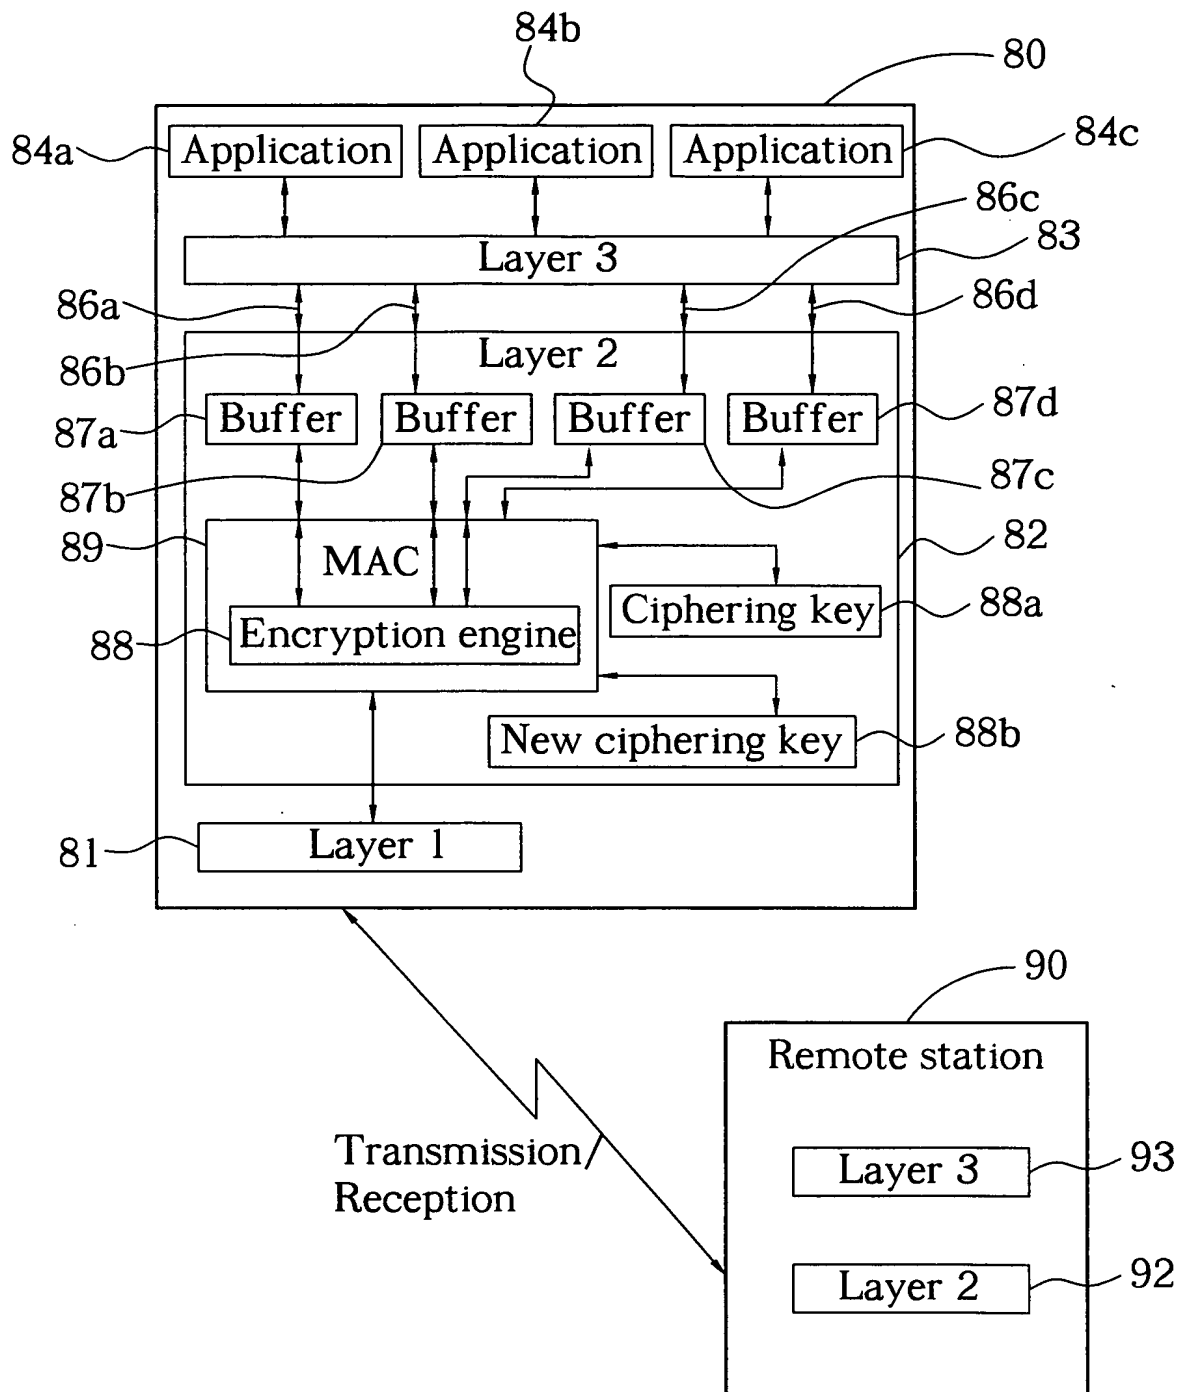 84b
80
84a
Application
Application
Application
84c
86c
Layer 3
83
86a
86d
86b
Layer 2
87a
Buffer
Buffer
Buffer
Buffer
87d
87b
87c
89
MAC
82
Ciphering key
88a
88
Encryption engine
New ciphering key
88b
81
Layer 1
90
Remote station
Transmission/
Reception
Layer 3
93
Layer 2
92